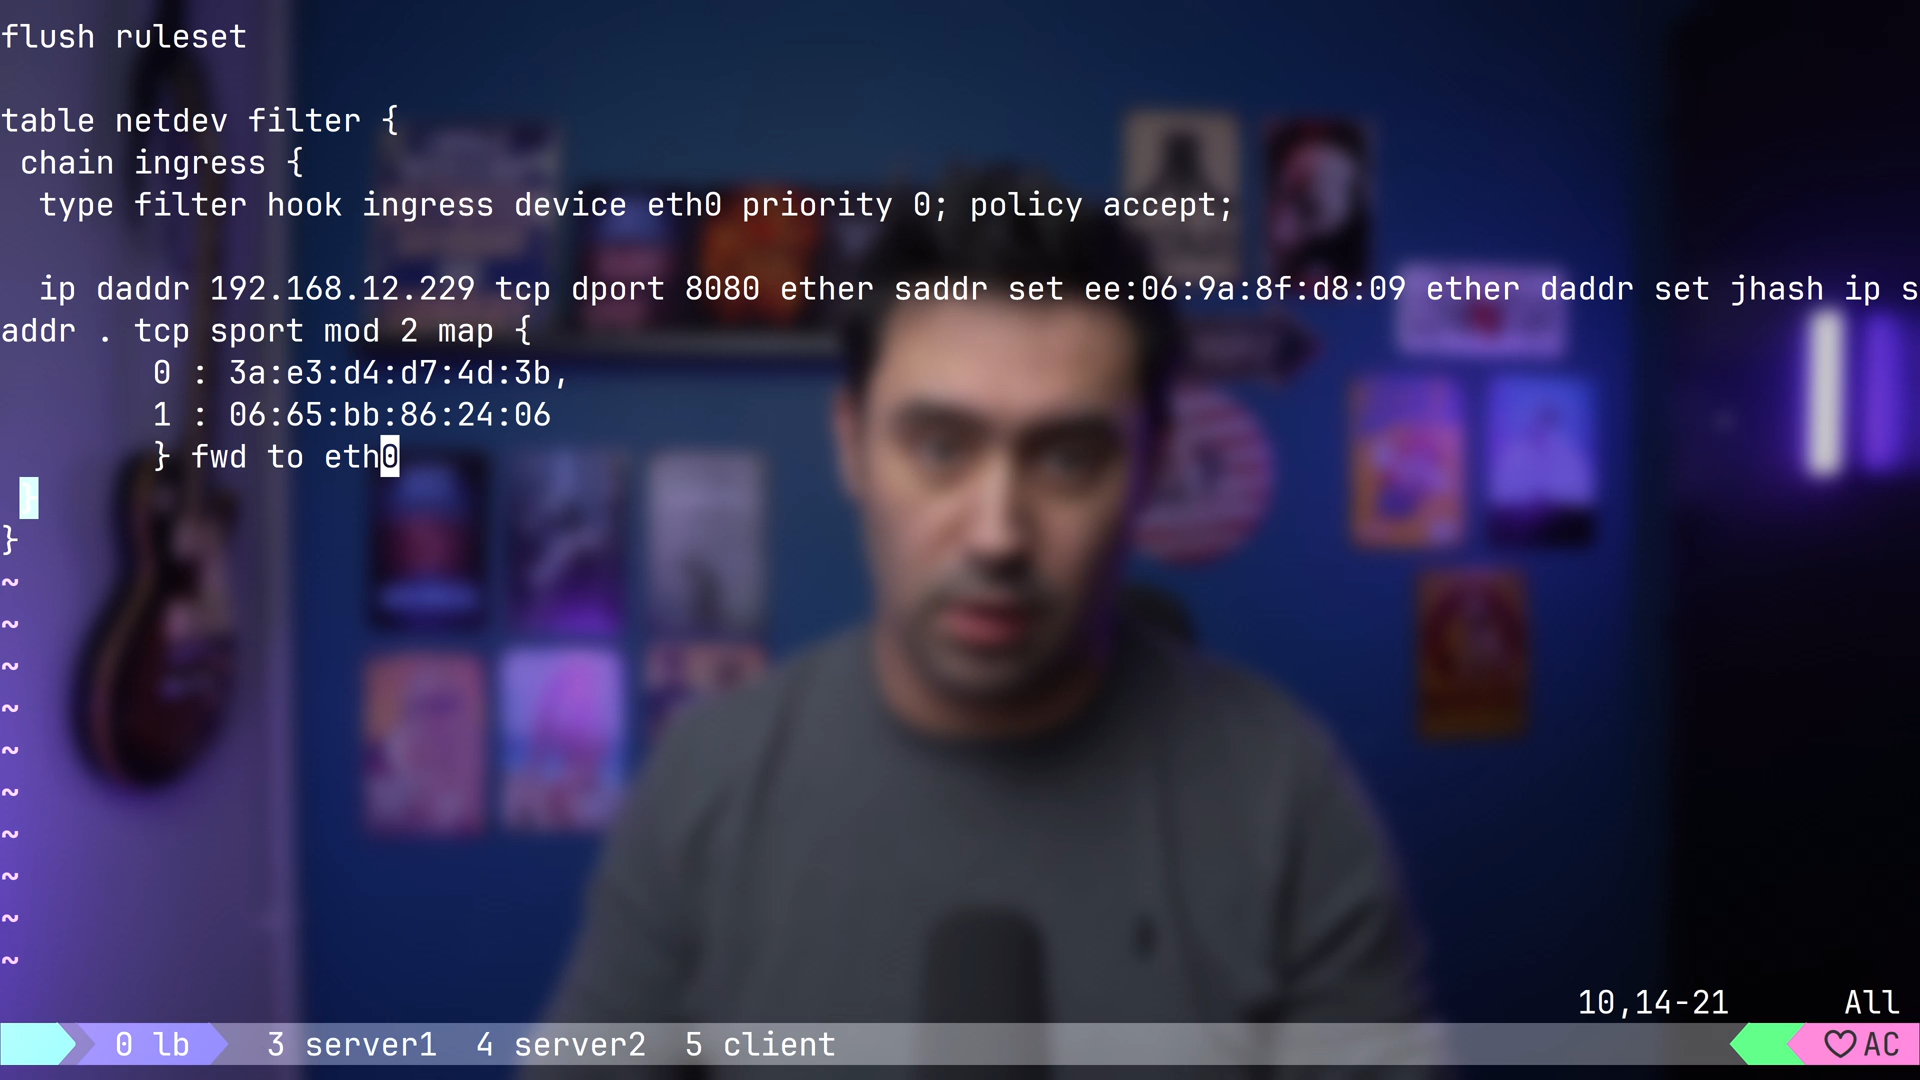 flush ruleset
table netdev filter {
chain ingress {
type filter hook ingress device eth0 priority 0; policy accept;
ip daddr 192.168.12.229 tcp dport 8080 ether saddr set ee:06:9a:8f:d8:09 ether daddr set jhash ip s
addr . tcp sport mod 2 map {
0 : 3a:e3:d4:d7:4d:3b,
1 : 06:65:bb:86:24:06
} fwd to eth0
}
}
~
~
~
~
~
~
~
~
~
~
10,14-21 All
0 lb 3 server1 4 server2 5 client ♡ AC